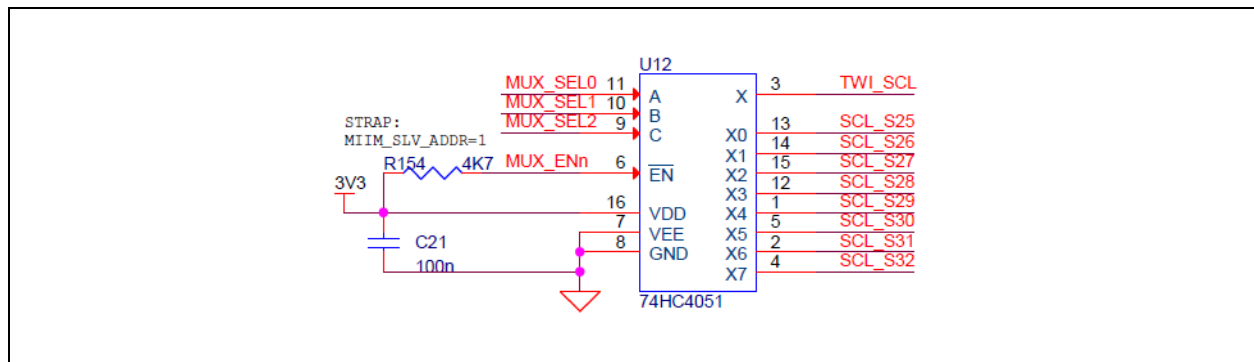 U12
MUX_SEL0 11 A X 3 TWI_SCL
MUX_SEL1 10 B
MUX_SEL2 9 C
X0 13 SCL_S25
X1 14 SCL_S26
X2 15 SCL_S27
X3 12 SCL_S28
X4 1 SCL_S29
X5 5 SCL_S30
X6 2 SCL_S31
X7 4 SCL_S32
STRAP:
MIIM_SLV_ADDR=1
R154 4K7 MUX_ENn 6 EN
3V3
16 VDD
7 VEE
8 GND
C21
100n
74HC4051